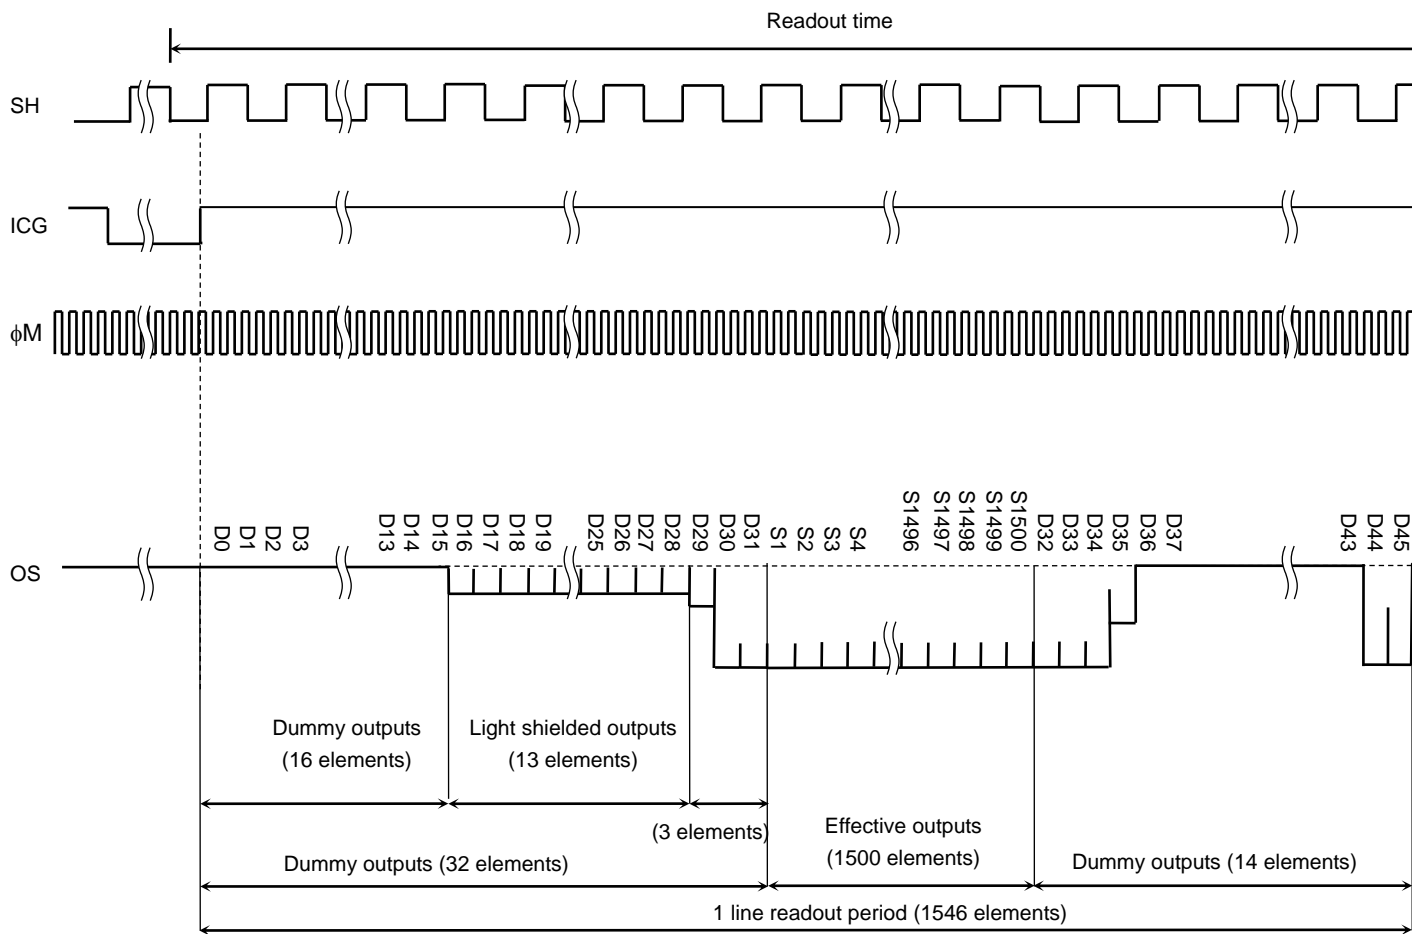 Readout time
SH
ICG
ϕM
D0
D1
D2
D3
D13
D14
D15
D16
D17
D18
D19
D25
D26
D27
D28
D29
D30
D31
S1
S2
S3
S4
S1496
S1497
S1498
S1499
S1500
D32
D33
D34
D35
D36
D37
D43
D44
D45
OS
Dummy outputs
(16 elements)
Light shielded outputs
(13 elements)
(3 elements)
Effective outputs
(1500 elements)
Dummy outputs (32 elements)
Dummy outputs (14 elements)
1 line readout period (1546 elements)